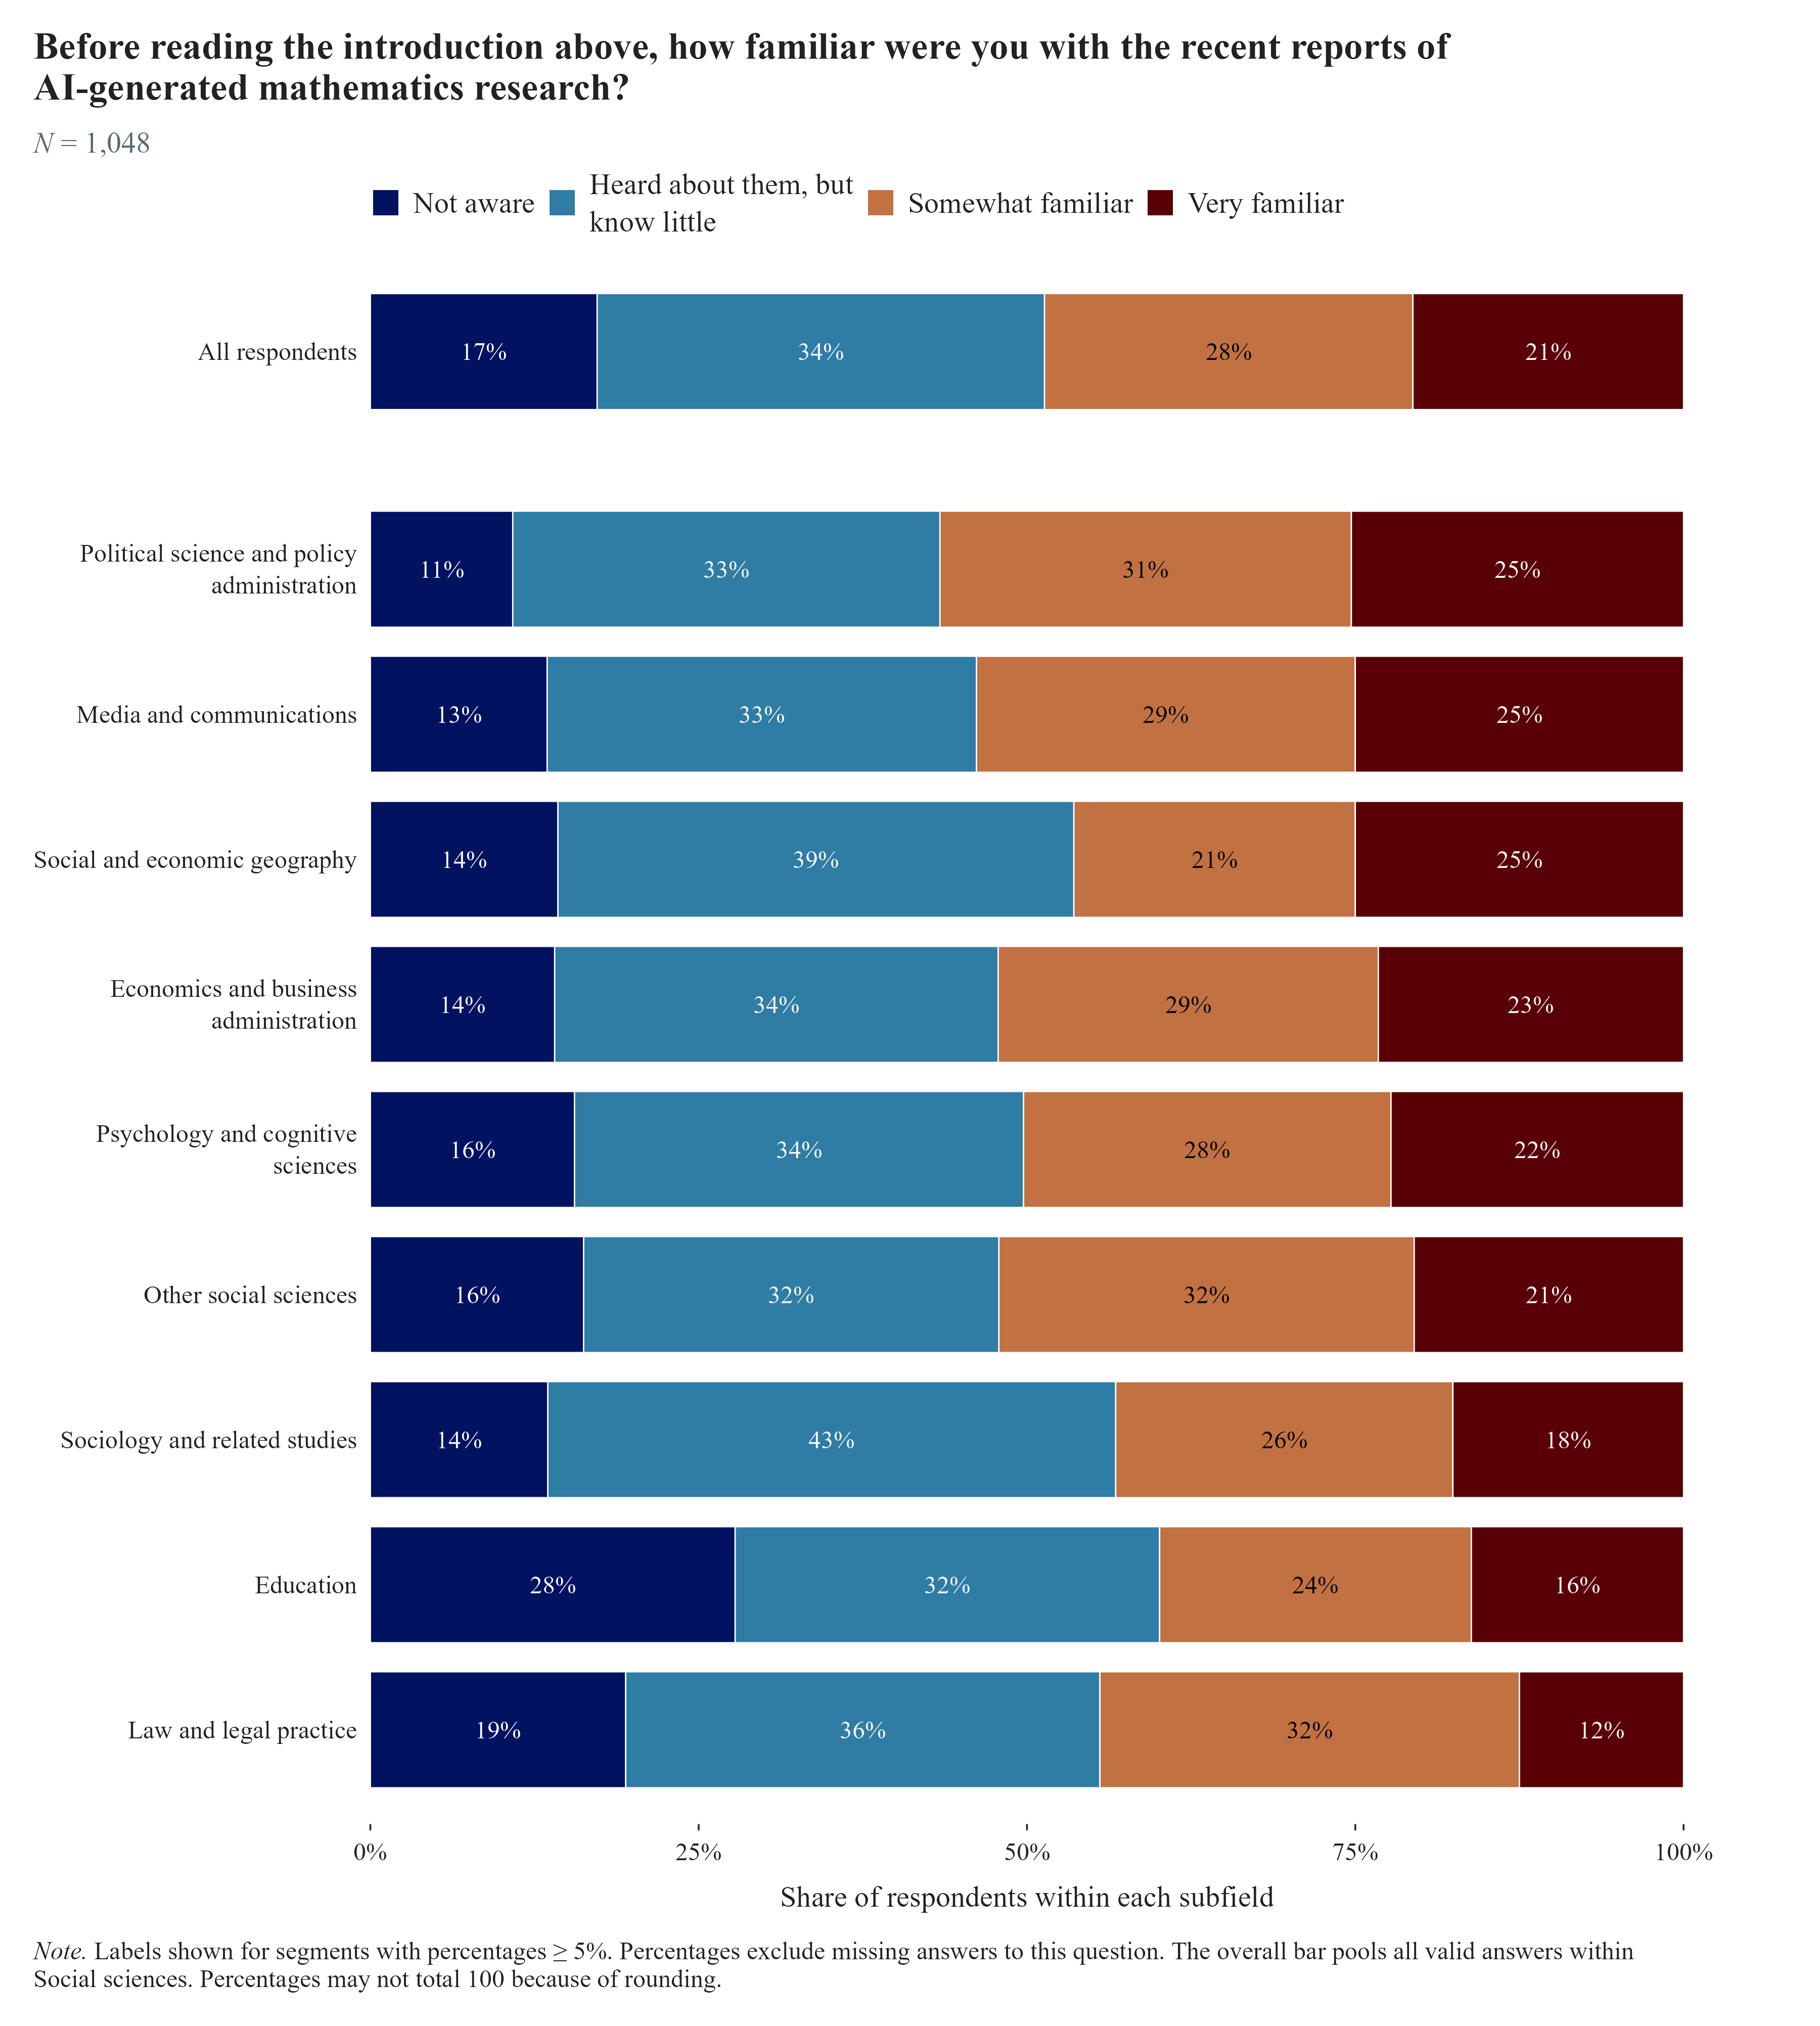 Before reading the introduction above, how familiar were you with the recent reports of
AI-generated mathematics research?
N = 1,048
Not aware
Heard about them, but
know little
Somewhat familiar
Very familiar
All respondents
17%
34%
28%
21%
Political science and policy
administration
11%
33%
31%
25%
Media and communications
13%
33%
29%
25%
Social and economic geography
14%
39%
21%
25%
Economics and business
administration
14%
34%
29%
23%
Psychology and cognitive
sciences
16%
34%
28%
22%
Other social sciences
16%
32%
32%
21%
Sociology and related studies
14%
43%
26%
18%
Education
28%
32%
24%
16%
Law and legal practice
19%
36%
32%
12%
0%
25%
50%
75%
100%
Share of respondents within each subfield
Note. Labels shown for segments with percentages ≥ 5%. Percentages exclude missing answers to this question. The overall bar pools all valid answers within
Social sciences. Percentages may not total 100 because of rounding.